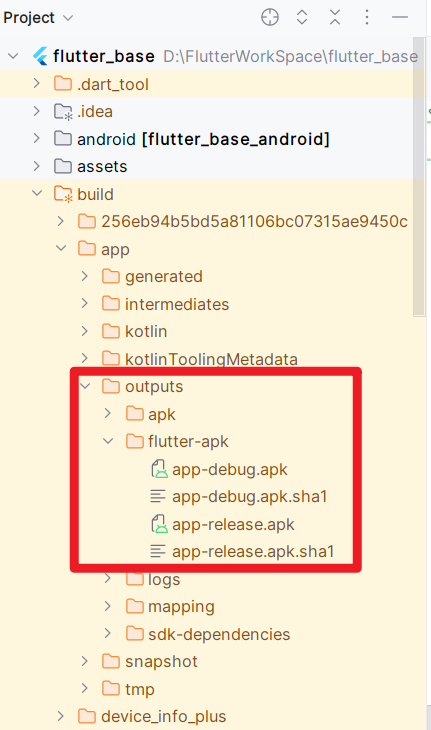 Project
flutter_base D:\FlutterWorkSpace\flutter_base
.dart_tool
.idea
android [flutter_base_android]
assets
build
256eb94b5bd5a81106bc07315ae9450c
app
generated
intermediates
kotlin
kotlinToolingMetadata
outputs
apk
flutter-apk
app-debug.apk
app-debug.apk.sha1
app-release.apk
app-release.apk.sha1
logs
mapping
sdk-dependencies
snapshot
tmp
device_info_plus